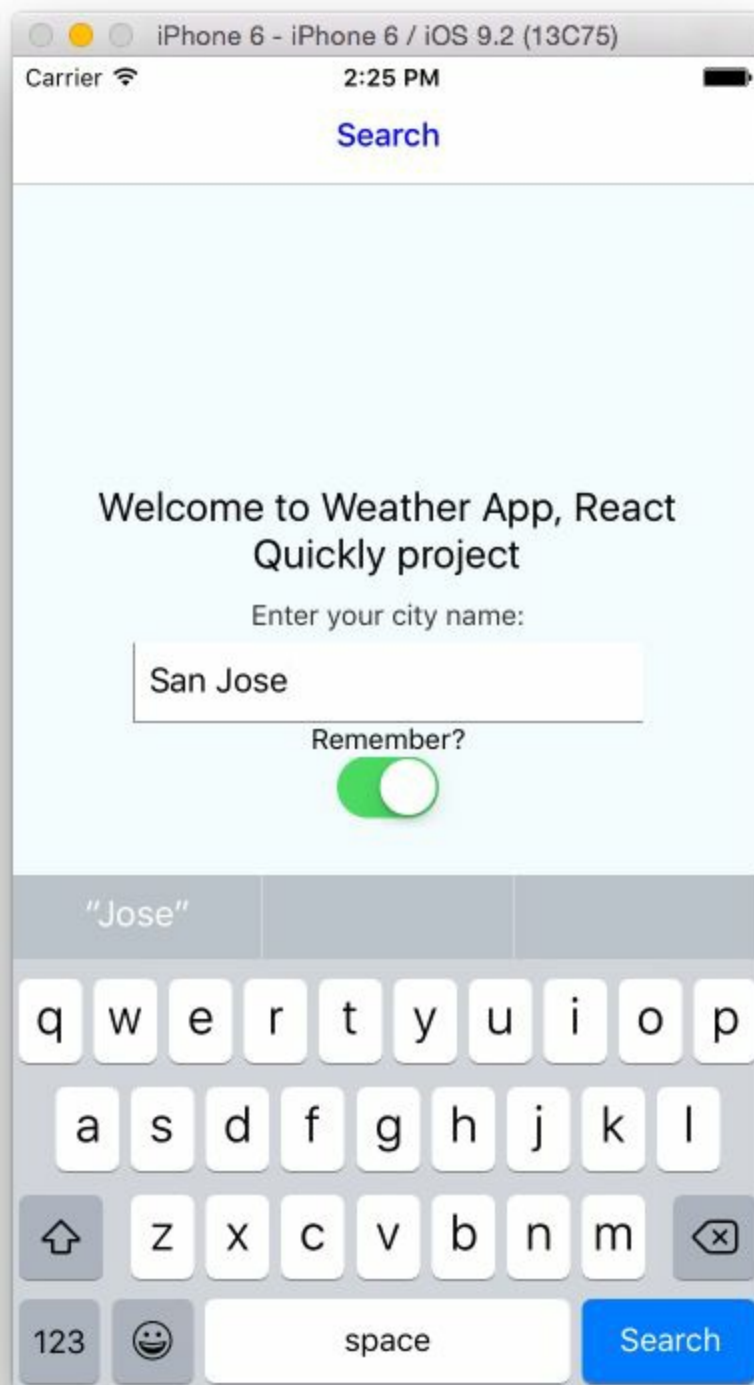 iPhone 6 - iPhone 6 / iOS 9.2 (13C75)
Carrier 2:25 PM
Search
Welcome to Weather App, React
Quickly project
Enter your city name:
San Jose
Remember?
“Jose”
q w e r t y u i o p
a s d f g h j k l
z x c v b n m
123 space Search